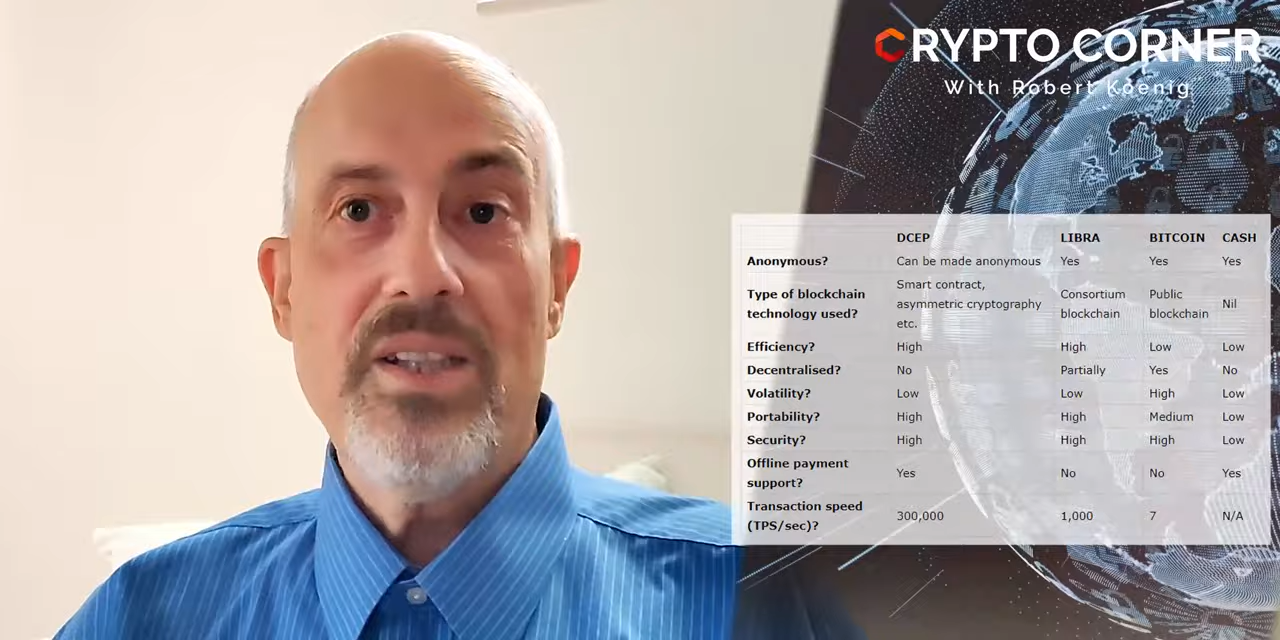 CRYPTO CORNER
With Robert Koenig
DCEP LIBRA BITCOIN CASH
Anonymous? Can be made anonymous Yes Yes Yes
Type of blockchain technology used? Smart contract, asymmetric cryptography etc. Consortium blockchain Public blockchain Nil
Efficiency? High High Low Low
Decentralised? No Partially Yes No
Volatility? Low Low High Low
Portability? High High Medium Low
Security? High High High Low
Offline payment support? Yes No No Yes
Transaction speed (TPS/sec)? 300,000 1,000 7 N/A